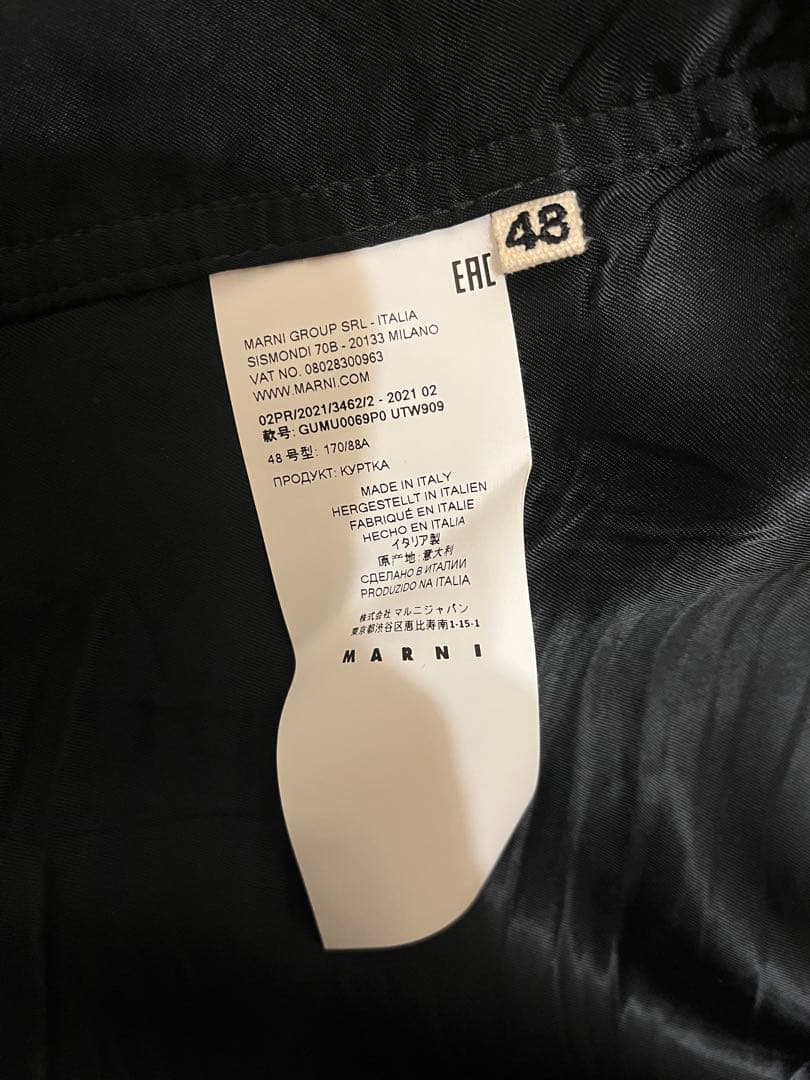 48
EAC
MARNI GROUP SRL - ITALIA
SISMONDI 70B - 20133 MILANO
VAT NO. 08028300963
WWW.MARNI.COM
02PR/2021/3462/2 - 2021 02
款号: GUMU0069P0 UTW909
48 号型: 170/88A
ПРОДУКТ: КУРТКА
MADE IN ITALY
HERGESTELLT IN ITALIEN
FABRIQUÉ EN ITALIE
HECHO EN ITALIA
イタリア製
原产地:意大利
СДЕЛАНО В ИТАЛИИ
PRODUZIDO NA ITALIA
株式会社 マルニジャパン
東京都渋谷区恵比寿南1-15-1
MARNI